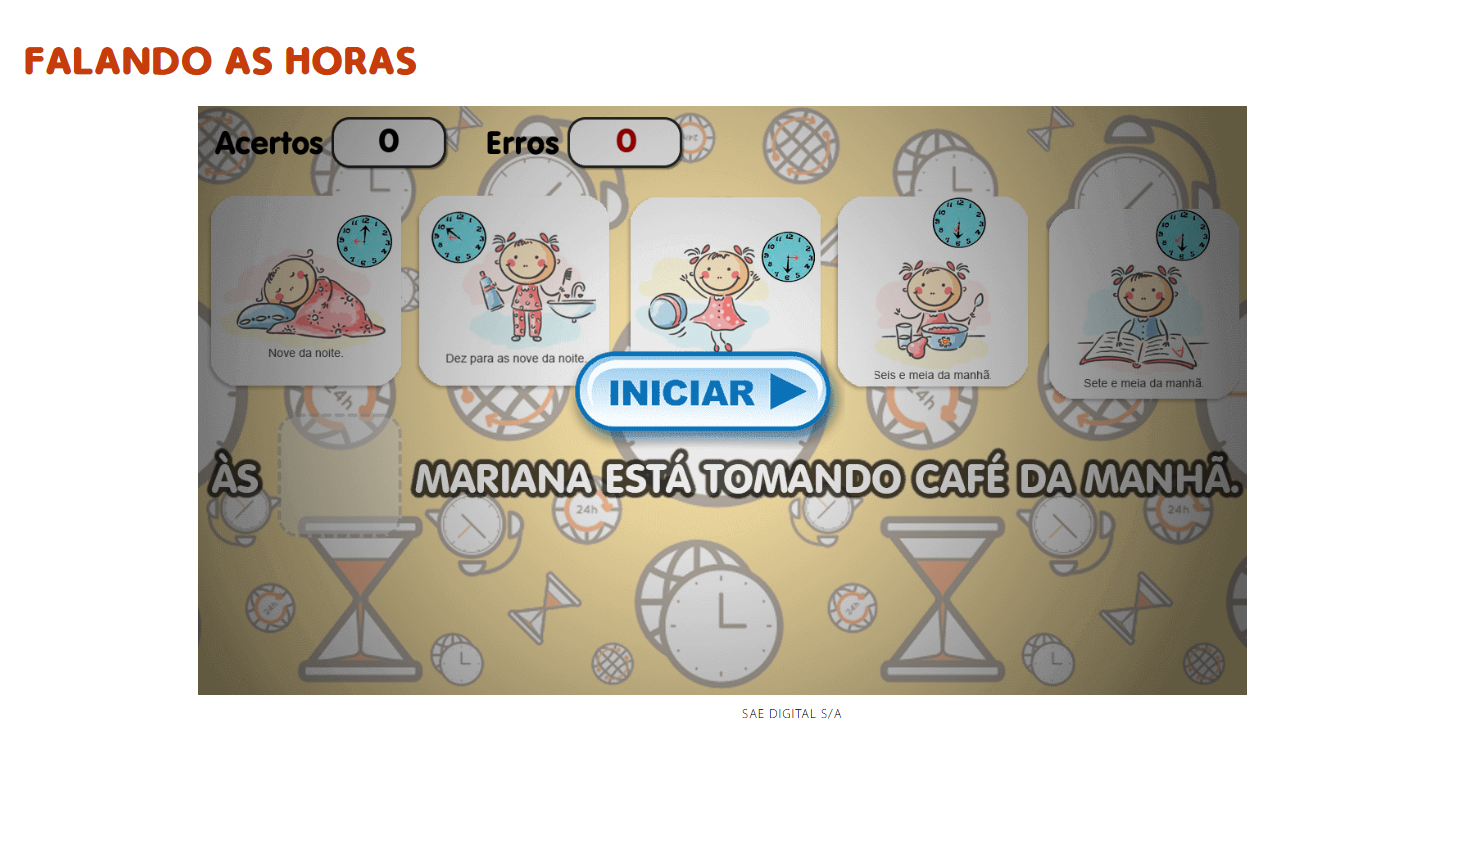 FALANDO AS HORAS
Acertos 0 Erros 0
Nove da noite.
Dez para as nove da noite.
Seis e meia da manhã.
Sete e meia da manhã.
INICIAR
ÀS MARIANA ESTÁ TOMANDO CAFÉ DA MANHÃ.
24h
24h
24h
24h
SAE DIGITAL S/A